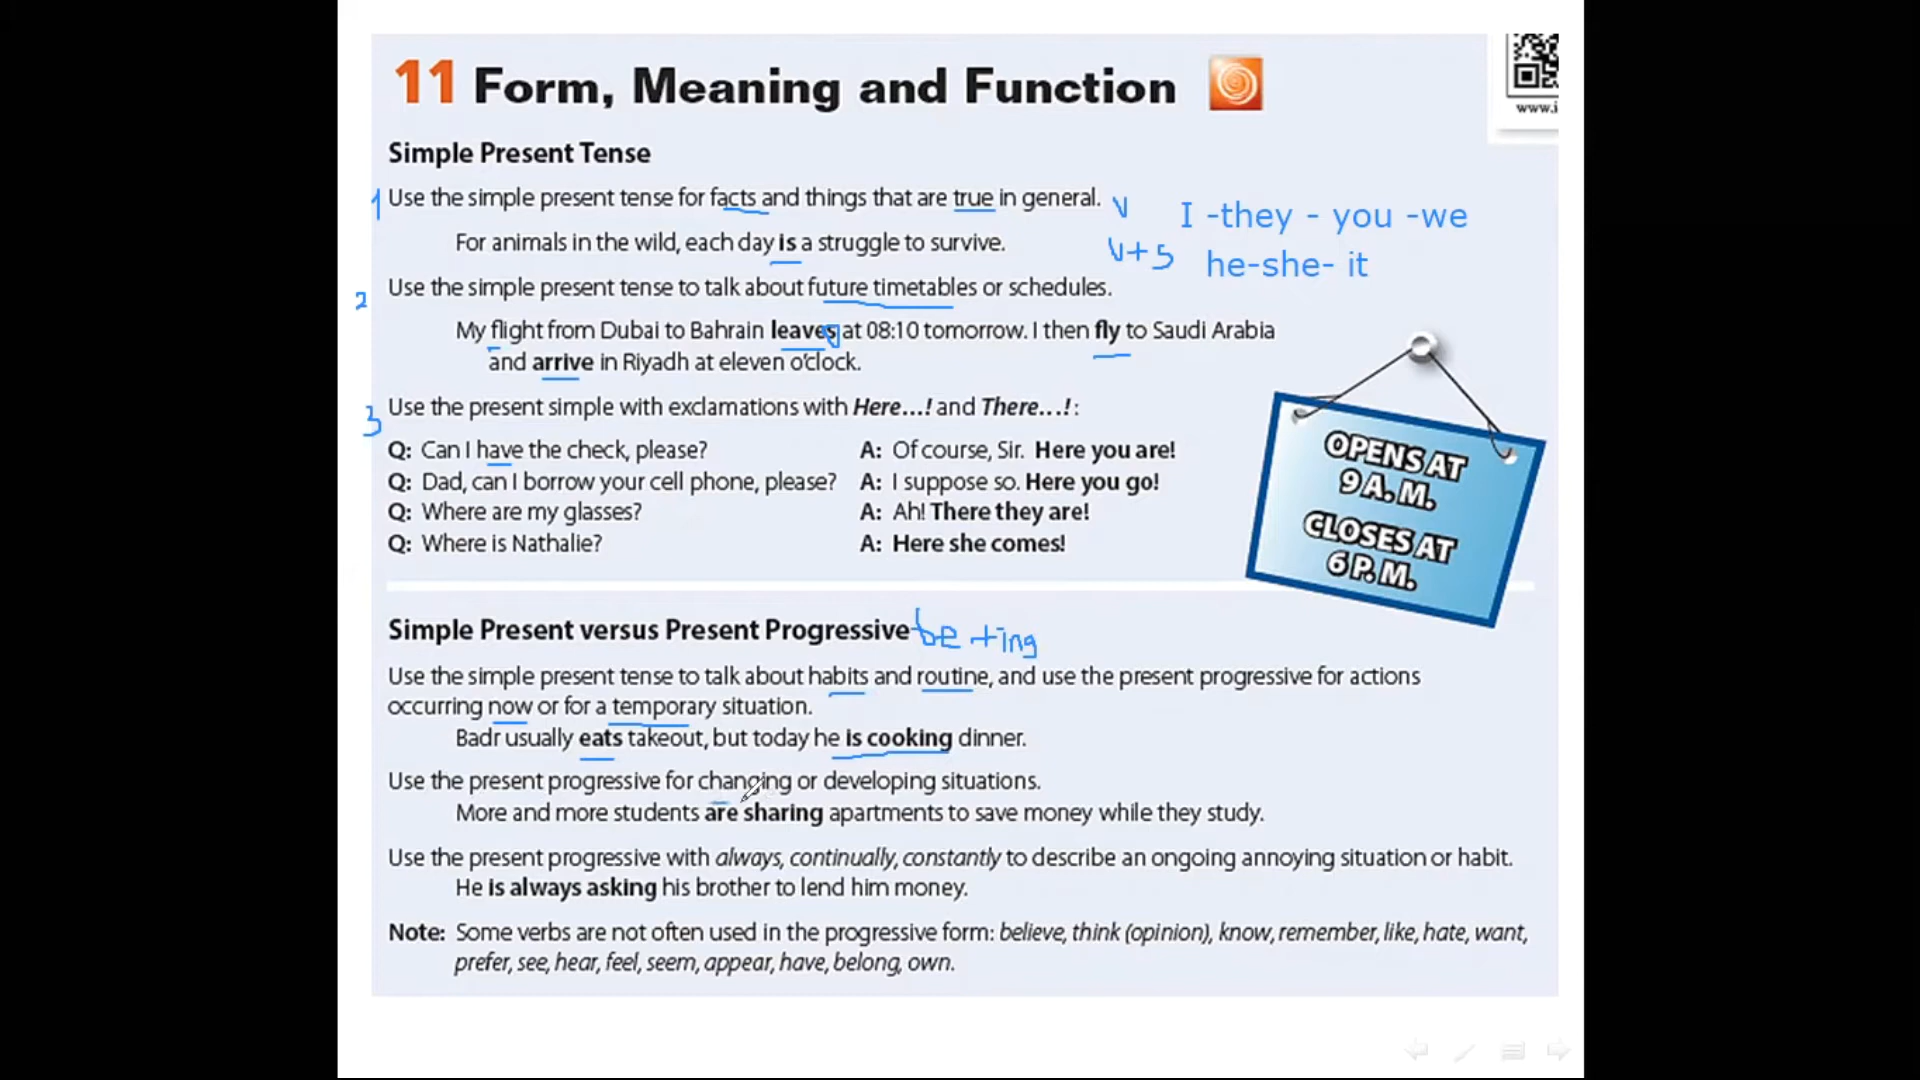 11 Form, Meaning and Function
www.i
Simple Present Tense
1 Use the simple present tense for facts and things that are true in general. V I -they - you -we
For animals in the wild, each day is a struggle to survive. V+s he-she- it
2 Use the simple present tense to talk about future timetables or schedules.
My flight from Dubai to Bahrain leaves at 08:10 tomorrow. I then fly to Saudi Arabia
and arrive in Riyadh at eleven o'clock.
3 Use the present simple with exclamations with Here...! and There...!:
Q: Can I have the check, please? A: Of course, Sir. Here you are!
Q: Dad, can I borrow your cell phone, please? A: I suppose so. Here you go!
Q: Where are my glasses? A: Ah! There they are!
Q: Where is Nathalie? A: Here she comes!
OPENS AT
9 A. M.
CLOSES AT
6 P. M.
Simple Present versus Present Progressive be +ing
Use the simple present tense to talk about habits and routine, and use the present progressive for actions
occurring now or for a temporary situation.
Badr usually eats takeout, but today he is cooking dinner.
Use the present progressive for changing or developing situations.
More and more students are sharing apartments to save money while they study.
Use the present progressive with always, continually, constantly to describe an ongoing annoying situation or habit.
He is always asking his brother to lend him money.
Note: Some verbs are not often used in the progressive form: believe, think (opinion), know, remember, like, hate, want,
prefer, see, hear, feel, seem, appear, have, belong, own.